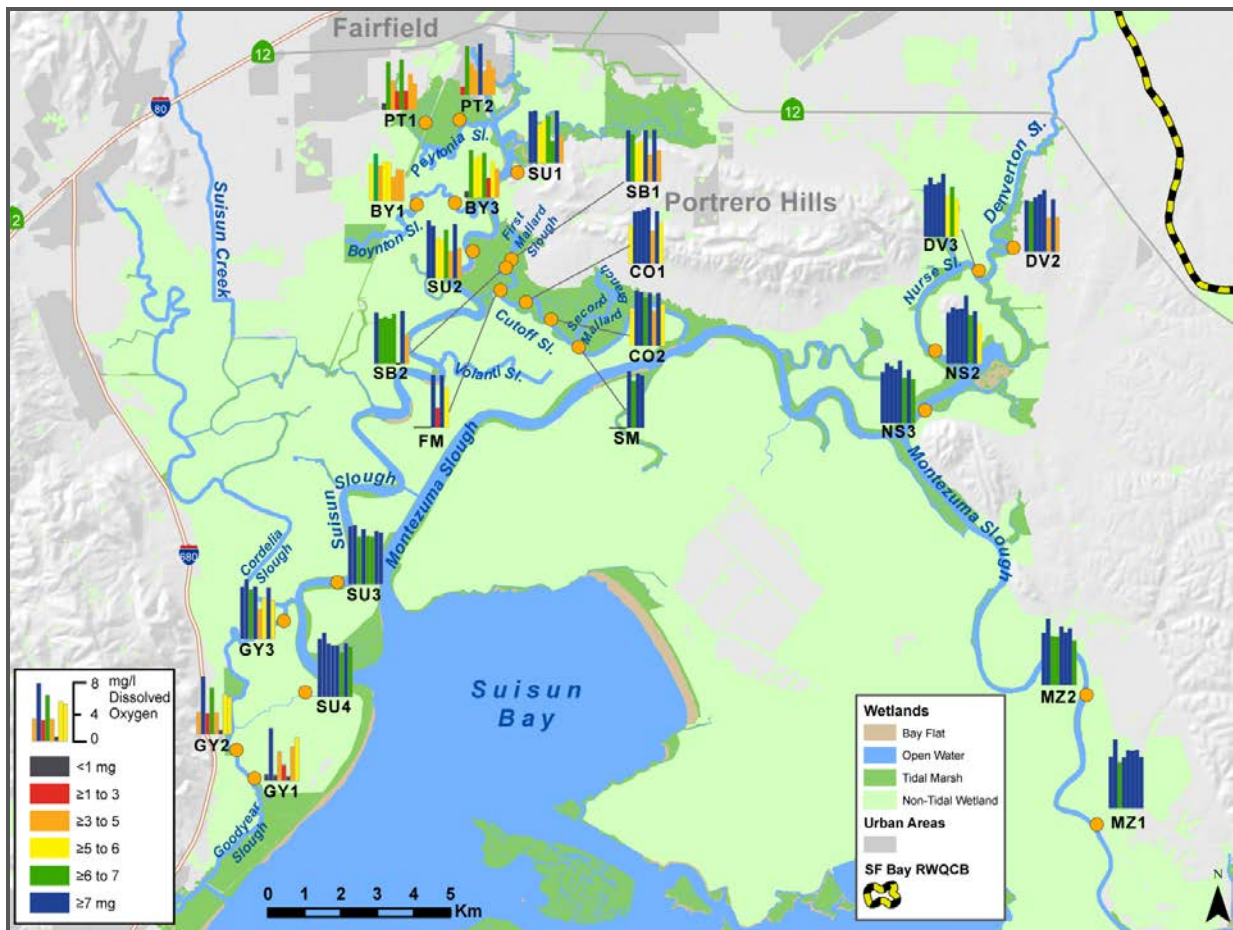 Fairfield
12
80
12
12
PT1
PT2
Peytonia Sl.
SU1
SB1
Portrero Hills
Denverton Sl.
Suisun Creek
BY1
BY3
Boynton Sl.
First
Mallard
Slough
SU2
CO1
DV3
DV2
Nurse Sl.
Second
Mallard
Branch
Cutoff Sl.
CO2
SB2
Volanti Sl.
FM
SM
NS2
NS3
Montezuma Slough
Suisun
Slough
Montezuma Slough
680
Cordelia
Slough
SU3
GY3
SU4
GY2
GY1
Goodyear
Slough
Suisun
Bay
MZ2
MZ1
8
4
0
mg/l
Dissolved
Oxygen
<1 mg
≥1 to 3
≥3 to 5
≥5 to 6
≥6 to 7
≥7 mg
0 1 2 3 4 5
Km
Wetlands
Bay Flat
Open Water
Tidal Marsh
Non-Tidal Wetland
Urban Areas
SF Bay RWQCB
N